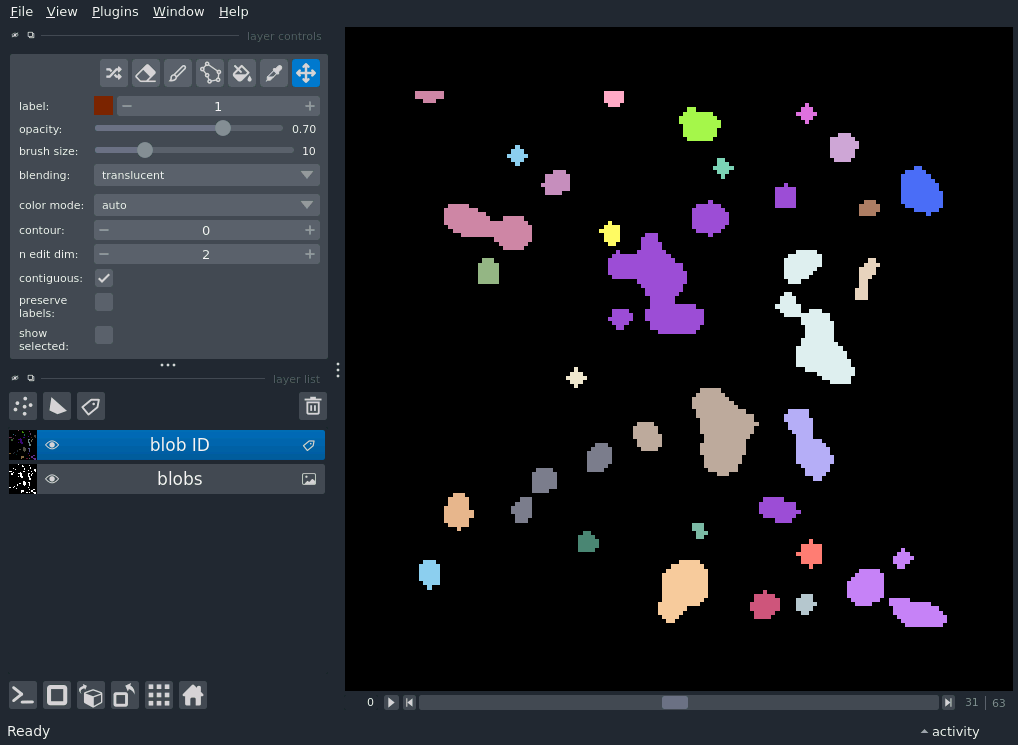 File View Plugins Window Help
layer controls
label: 1
opacity: 0.70
brush size: 10
blending: translucent
color mode: auto
contour: 0
n edit dim: 2
contiguous:
preserve
labels:
show
selected:
layer list
blob ID
blobs
0 31 | 63
Ready activity